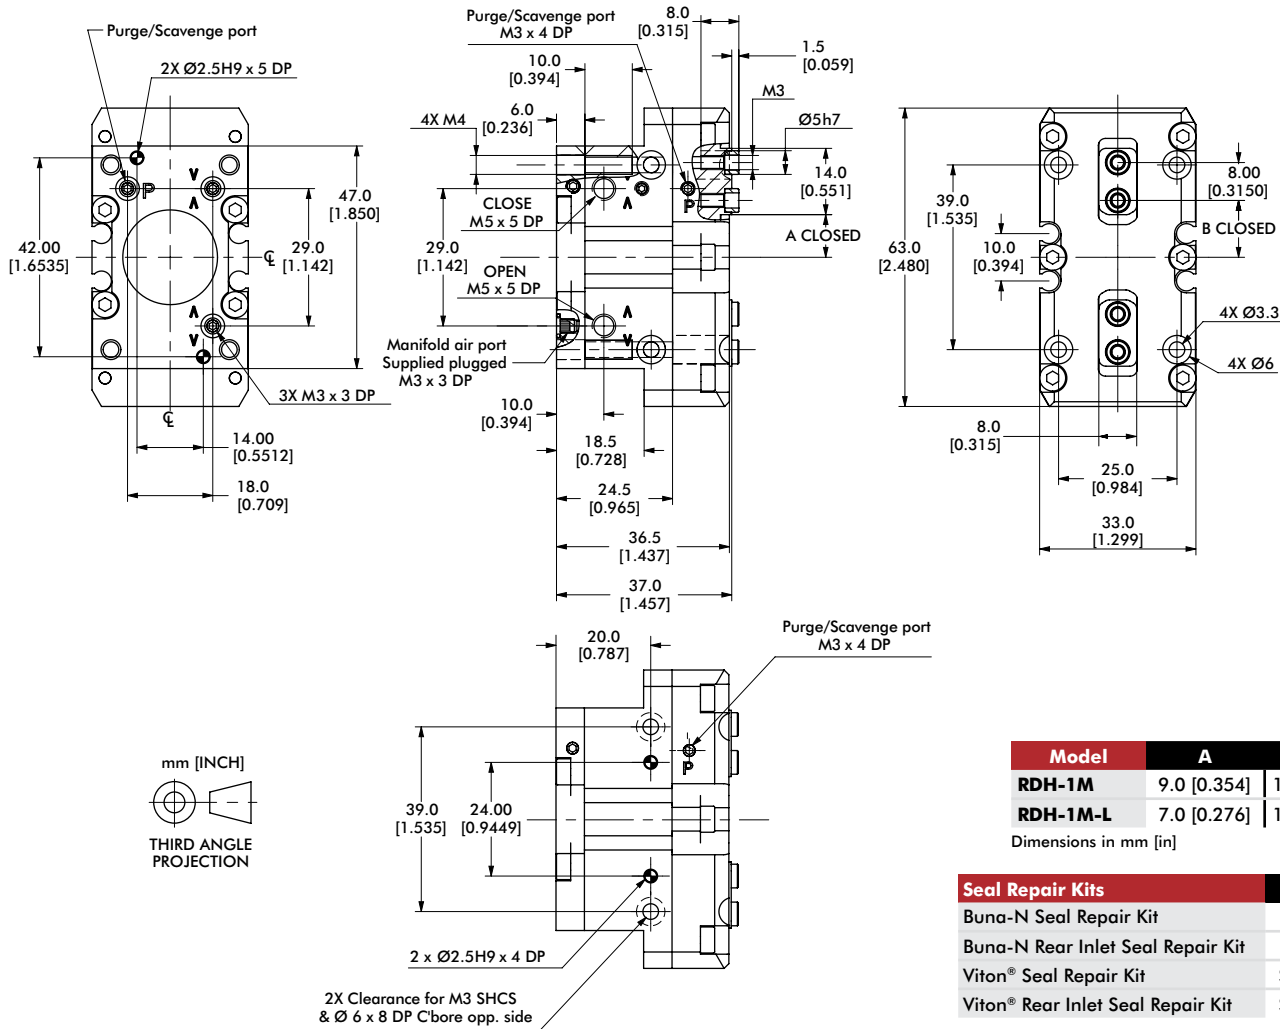 Purge/Scavenge port
2X Ø2.5H9 x 5 DP
P
42.00
[1.6535]
47.0
[1.850]
29.0
[1.142]
3X M3 x 3 DP
14.00
[0.5512]
18.0
[0.709]
Purge/Scavenge port
M3 x 4 DP
8.0
[0.315]
1.5
[0.059]
10.0
[0.394]
M3
6.0
[0.236]
4X M4
Ø5h7
14.0
[0.551]
P
CLOSE
M5 x 5 DP
A CLOSED
29.0
[1.142]
OPEN
M5 x 5 DP
Manifold air port
Supplied plugged
M3 x 3 DP
10.0
[0.394]
18.5
[0.728]
24.5
[0.965]
36.5
[1.437]
37.0
[1.457]
8.00
[0.3150]
39.0
[1.535]
B CLOSED
63.0
[2.480]
10.0
[0.394]
4X Ø3.3
4X Ø6
8.0
[0.315]
25.0
[0.984]
33.0
[1.299]
20.0
[0.787]
Purge/Scavenge port
M3 x 4 DP
P
39.0
[1.535]
24.00
[0.9449]
2 x Ø2.5H9 x 4 DP
2X Clearance for M3 SHCS
& Ø 6 x 8 DP C'bore opp. side
mm [INCH]
THIRD ANGLE
PROJECTION
Model A
RDH-1M 9.0 [0.354] 1
RDH-1M-L 7.0 [0.276] 1
Dimensions in mm [in]
Seal Repair Kits
Buna-N Seal Repair Kit
Buna-N Rear Inlet Seal Repair Kit
Viton® Seal Repair Kit
Viton® Rear Inlet Seal Repair Kit